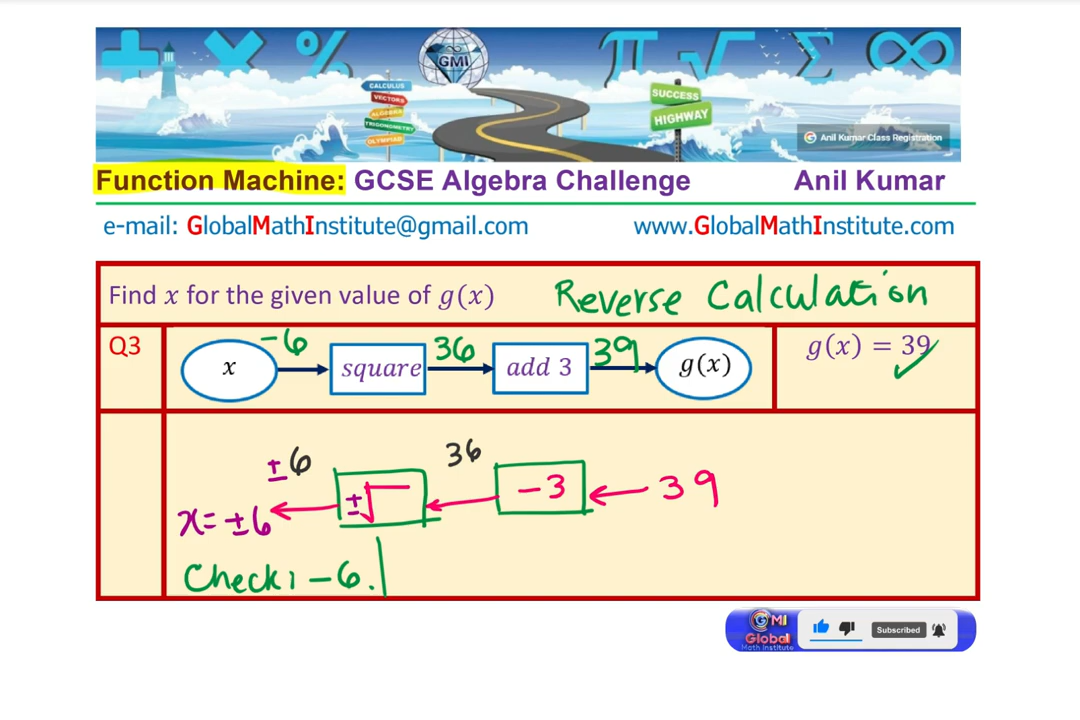 + × % π √ Σ ∞
GMI
CALCULUS
VECTORS
ALGEBRA
TRIGONOMETRY
OLYMPIAD
SUCCESS
HIGHWAY
Anil Kumar Class Registration
Function Machine: GCSE Algebra Challenge Anil Kumar
e-mail: GlobalMathInstitute@gmail.com www.GlobalMathInstitute.com
Find x for the given value of g(x) Reverse Calculation
Q3 x -6 square 36 add 3 39 g(x) g(x) = 39
±6 36
x=±6 ±√ -3 39
Check: -6.
GMI
Global
Math Institute
Subscribed